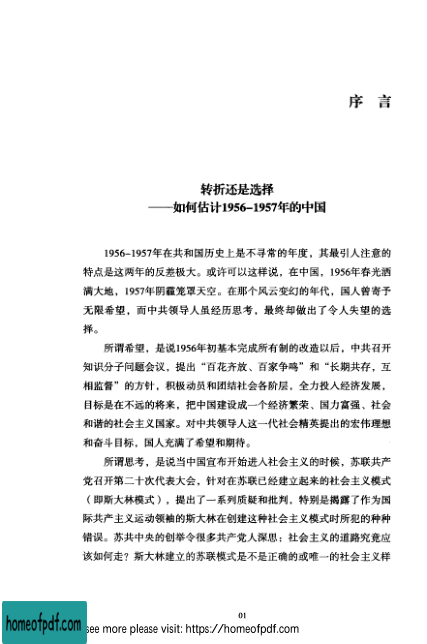 序 言
转折还是选择
——如何估计1956-1957年的中国
1956-1957年在共和国历史上是不寻常的年度，其最引人注意的
特点是这两年的反差极大。或许可以这样说，在中国，1956年春光洒
满大地，1957年阴霾笼罩天空。在那个风云变幻的年代，国人曾寄予
无限希望，而中共领导人虽经历思考，最终却做出了令人失望的选
择。
所谓希望，是说1956年初基本完成所有制的改造以后，中共召开
知识分子问题会议，提出“百花齐放、百家争鸣”和“长期共存，互
相监督”的方针，积极动员和团结社会各阶层，全力投入经济发展，
目标是在不远的将来，把中国建设成一个经济繁荣、国力富强、社会
和谐的社会主义国家。对中共领导人这一代社会精英提出的宏伟理想
和奋斗目标，国人充满了希望和期待。
所谓思考，是说当中国宣布开始进入社会主义的时候，苏联共产
党召开第二十次代表大会，针对在苏联已经建立起来的社会主义模式
（即斯大林模式），提出了一系列质疑和批判，特别是揭露了作为国
际共产主义运动领袖的斯大林在创建这种社会主义模式时所犯的种种
错误。苏共中央的创举令很多共产党人深思：社会主义的道路究竟应
该如何走？斯大林建立的苏联模式是不是正确的或唯一的社会主义样
01
homeofpdf.com
see more please visit: https://homeofpdf.com